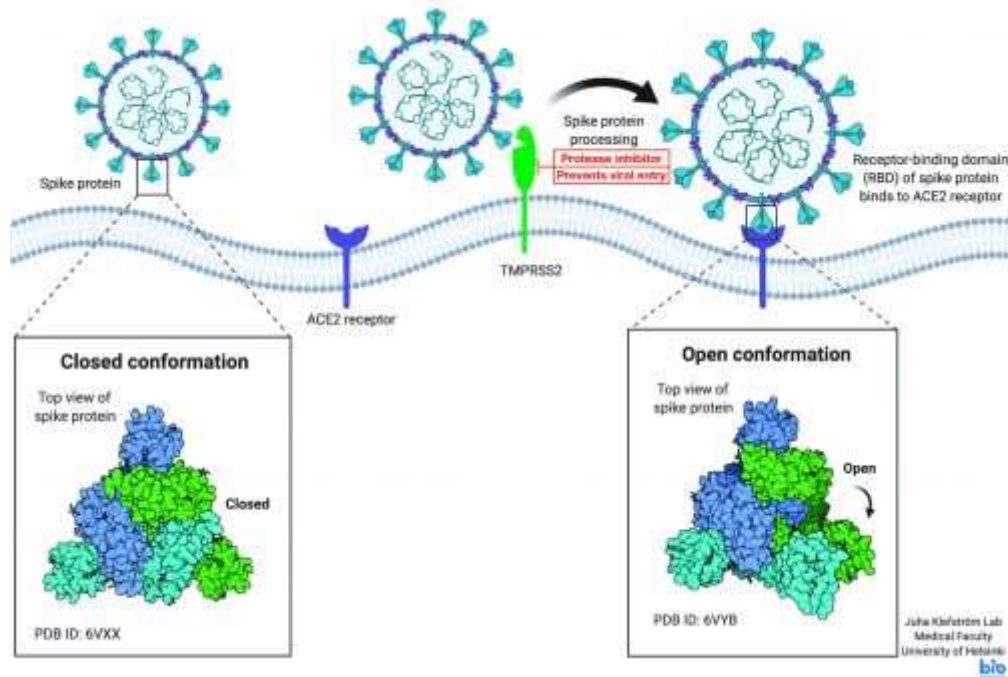 Spike protein
ACE2 receptor
TMPRSS2
Spike protein
processing
Protease inhibitor
Prevents viral entry
Receptor-binding domain
(RBD) of spike protein
binds to ACE2 receptor
Closed conformation
Top view of
spike protein
Closed
PDB ID: 6VXX
Open conformation
Top view of
spike protein
Open
PDB ID: 6VYB
Juha Klefström Lab
Medical Faculty
University of Helsinki
bio